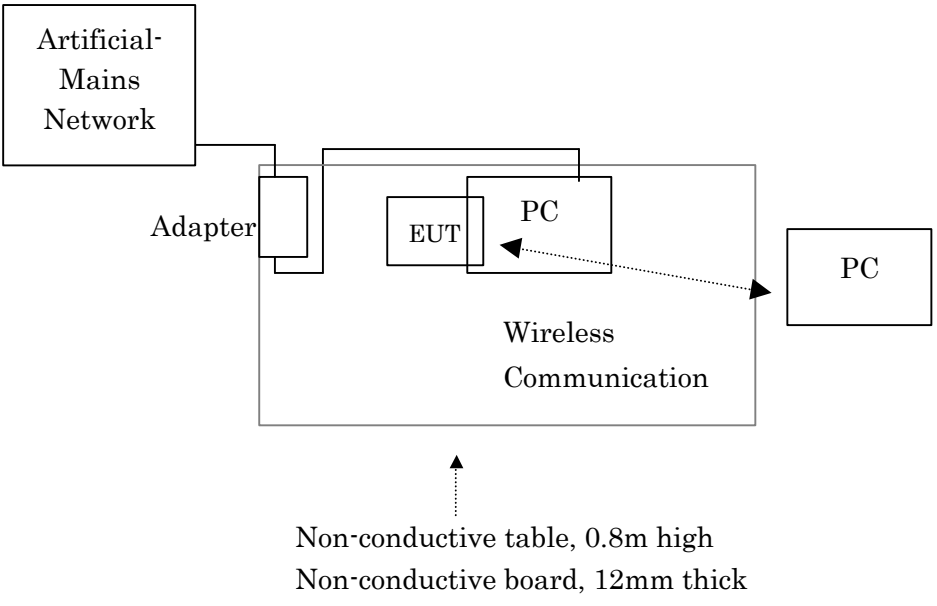 Artificial-
Mains
Network
Adapter
EUT
PC
PC
Wireless
Communication
Non-conductive table, 0.8m high
Non-conductive board, 12mm thick